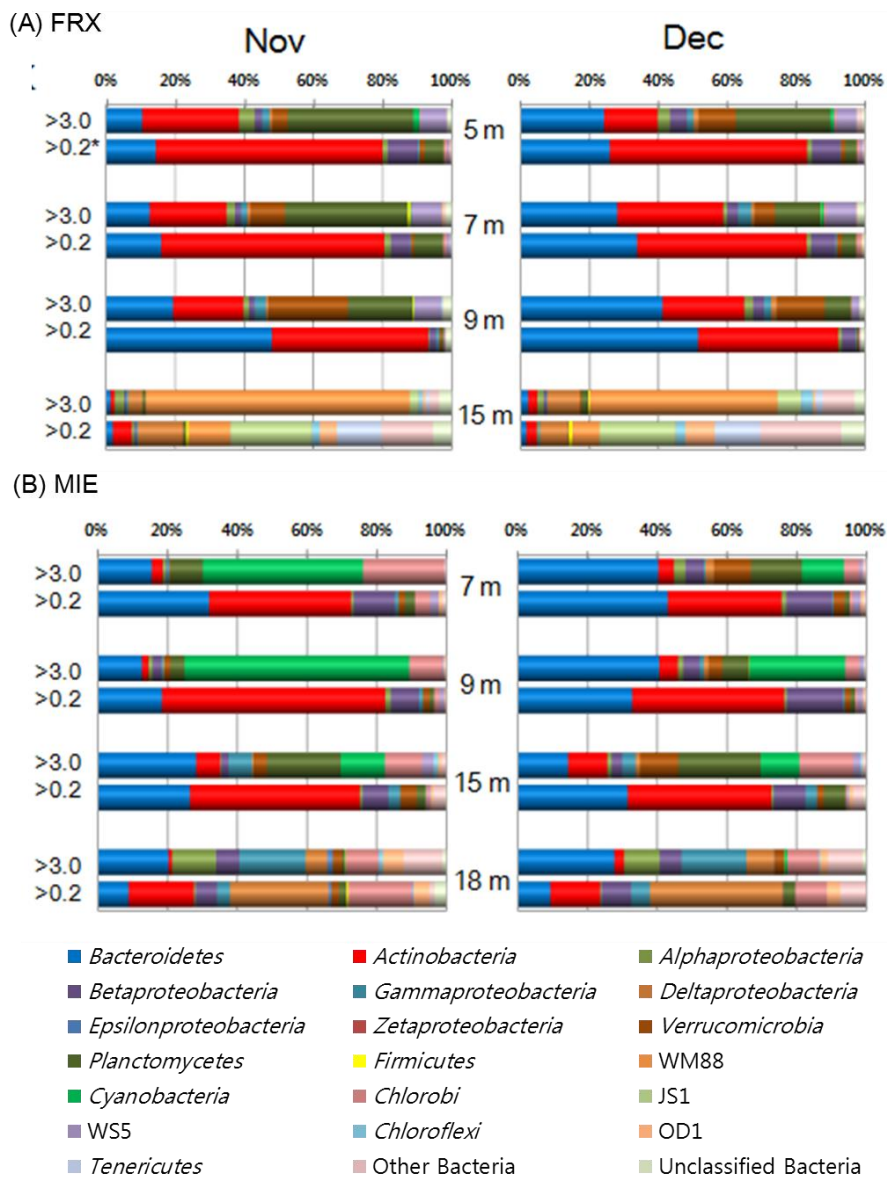 (A) FRX
Nov Dec
0% 20% 40% 60% 80% 100% 0% 20% 40% 60% 80% 100%
>3.0
5 m
>0.2*
>3.0
7 m
>0.2
>3.0
9 m
>0.2
>3.0
15 m
>0.2
(B) MIE
0% 20% 40% 60% 80% 100% 0% 20% 40% 60% 80% 100%
>3.0
7 m
>0.2
>3.0
9 m
>0.2
>3.0
15 m
>0.2
>3.0
18 m
>0.2
Bacteroidetes Actinobacteria Alphaproteobacteria
Betaproteobacteria Gammaproteobacteria Deltaproteobacteria
Epsilonproteobacteria Zetaproteobacteria Verrucomicrobia
Planctomycetes Firmicutes WM88
Cyanobacteria Chlorobi JS1
WS5 Chloroflexi OD1
Tenericutes Other Bacteria Unclassified Bacteria